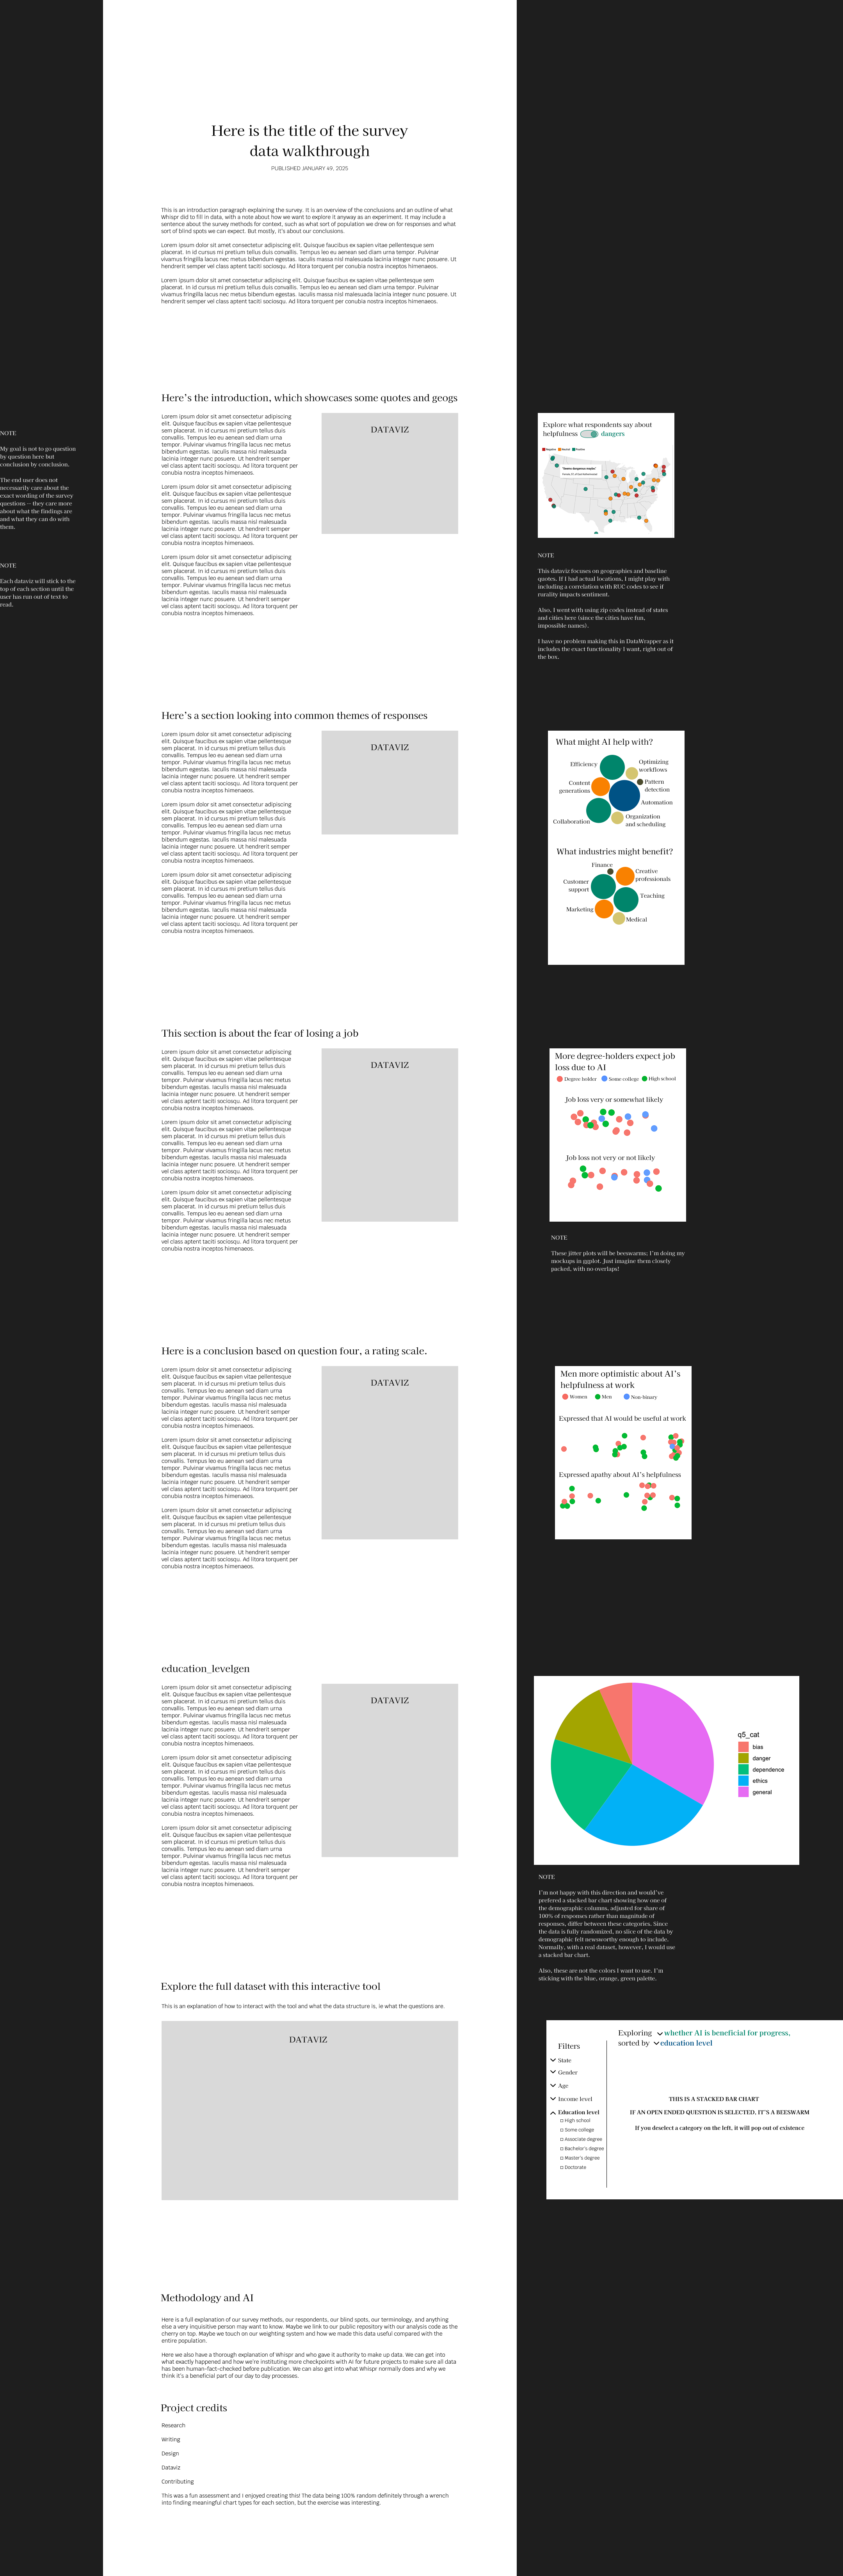 Here is the title of the survey
data walkthrough
PUBLISHED JANUARY 49, 2025
This is an introduction paragraph explaining the survey. It is an overview of the conclusions and an outline of what
Whispr did to fill in data, with a note about how we want to explore it anyway as an experiment. It may include a
sentence about the survey methods for context, such as what sort of population we drew on for responses and what
sort of blind spots we can expect. But mostly, it's about our conclusions.
Lorem ipsum dolor sit amet consectetur adipiscing elit. Quisque faucibus ex sapien vitae pellentesque sem
placerat. In id cursus mi pretium tellus duis convallis. Tempus leo eu aenean sed diam urna tempor. Pulvinar
vivamus fringilla lacus nec metus bibendum egestas. Iaculis massa nisl malesuada lacinia integer nunc posuere. Ut
hendrerit semper vel class aptent taciti sociosqu. Ad litora torquent per conubia nostra inceptos himenaeos.
Lorem ipsum dolor sit amet consectetur adipiscing elit. Quisque faucibus ex sapien vitae pellentesque sem
placerat. In id cursus mi pretium tellus duis convallis. Tempus leo eu aenean sed diam urna tempor. Pulvinar
vivamus fringilla lacus nec metus bibendum egestas. Iaculis massa nisl malesuada lacinia integer nunc posuere. Ut
hendrerit semper vel class aptent taciti sociosqu. Ad litora torquent per conubia nostra inceptos himenaeos.
NOTE
My goal is not to go question
by question here but
conclusion by conclusion.
The end user does not
necessarily care about the
exact wording of the survey
questions — they care more
about what the findings are
and what they can do with
them.
NOTE
Each dataviz will stick to the
top of each section until the
user has run out of text to
read.
Here's the introduction, which showcases some quotes and geogs
Lorem ipsum dolor sit amet consectetur adipiscing
elit. Quisque faucibus ex sapien vitae pellentesque
sem placerat. In id cursus mi pretium tellus duis
convallis. Tempus leo eu aenean sed diam urna
tempor. Pulvinar vivamus fringilla lacus nec metus
bibendum egestas. Iaculis massa nisl malesuada
lacinia integer nunc posuere. Ut hendrerit semper
vel class aptent taciti sociosqu. Ad litora torquent per
conubia nostra inceptos himenaeos.
Lorem ipsum dolor sit amet consectetur adipiscing
elit. Quisque faucibus ex sapien vitae pellentesque
sem placerat. In id cursus mi pretium tellus duis
convallis. Tempus leo eu aenean sed diam urna
tempor. Pulvinar vivamus fringilla lacus nec metus
bibendum egestas. Iaculis massa nisl malesuada
lacinia integer nunc posuere. Ut hendrerit semper
vel class aptent taciti sociosqu. Ad litora torquent per
conubia nostra inceptos himenaeos.
Lorem ipsum dolor sit amet consectetur adipiscing
elit. Quisque faucibus ex sapien vitae pellentesque
sem placerat. In id cursus mi pretium tellus duis
convallis. Tempus leo eu aenean sed diam urna
tempor. Pulvinar vivamus fringilla lacus nec metus
bibendum egestas. Iaculis massa nisl malesuada
lacinia integer nunc posuere. Ut hendrerit semper
vel class aptent taciti sociosqu. Ad litora torquent per
conubia nostra inceptos himenaeos.
DATAVIZ
Explore what respondents say about
helpfulness dangers
Negative Neutral Positive
"Seems dangerous maybe"
NOTE
This dataviz focuses on geographies and baseline
quotes. If I had actual locations, I might play with
including a correlation with RUC codes to see if
rurality impacts sentiment.
Also, I went with using zip codes instead of states
and cities here (since the cities have fun,
impossible names).
I have no problem making this in DataWrapper as it
includes the exact functionality I want, right out of
the box.
Here's a section looking into common themes of responses
Lorem ipsum dolor sit amet consectetur adipiscing
elit. Quisque faucibus ex sapien vitae pellentesque
sem placerat. In id cursus mi pretium tellus duis
convallis. Tempus leo eu aenean sed diam urna
tempor. Pulvinar vivamus fringilla lacus nec metus
bibendum egestas. Iaculis massa nisl malesuada
lacinia integer nunc posuere. Ut hendrerit semper
vel class aptent taciti sociosqu. Ad litora torquent per
conubia nostra inceptos himenaeos.
Lorem ipsum dolor sit amet consectetur adipiscing
elit. Quisque faucibus ex sapien vitae pellentesque
sem placerat. In id cursus mi pretium tellus duis
convallis. Tempus leo eu aenean sed diam urna
tempor. Pulvinar vivamus fringilla lacus nec metus
bibendum egestas. Iaculis massa nisl malesuada
lacinia integer nunc posuere. Ut hendrerit semper
vel class aptent taciti sociosqu. Ad litora torquent per
conubia nostra inceptos himenaeos.
Lorem ipsum dolor sit amet consectetur adipiscing
elit. Quisque faucibus ex sapien vitae pellentesque
sem placerat. In id cursus mi pretium tellus duis
convallis. Tempus leo eu aenean sed diam urna
tempor. Pulvinar vivamus fringilla lacus nec metus
bibendum egestas. Iaculis massa nisl malesuada
lacinia integer nunc posuere. Ut hendrerit semper
vel class aptent taciti sociosqu. Ad litora torquent per
conubia nostra inceptos himenaeos.
DATAVIZ
What might AI help with?
Efficiency
Optimizing
workflows
Content
generations
Pattern
detection
Automation
Collaboration
Organization
and scheduling
What industries might benefit?
Finance
Creative
professionals
Customer
support
Teaching
Marketing
Medical
This section is about the fear of losing a job
Lorem ipsum dolor sit amet consectetur adipiscing
elit. Quisque faucibus ex sapien vitae pellentesque
sem placerat. In id cursus mi pretium tellus duis
convallis. Tempus leo eu aenean sed diam urna
tempor. Pulvinar vivamus fringilla lacus nec metus
bibendum egestas. Iaculis massa nisl malesuada
lacinia integer nunc posuere. Ut hendrerit semper
vel class aptent taciti sociosqu. Ad litora torquent per
conubia nostra inceptos himenaeos.
Lorem ipsum dolor sit amet consectetur adipiscing
elit. Quisque faucibus ex sapien vitae pellentesque
sem placerat. In id cursus mi pretium tellus duis
convallis. Tempus leo eu aenean sed diam urna
tempor. Pulvinar vivamus fringilla lacus nec metus
bibendum egestas. Iaculis massa nisl malesuada
lacinia integer nunc posuere. Ut hendrerit semper
vel class aptent taciti sociosqu. Ad litora torquent per
conubia nostra inceptos himenaeos.
Lorem ipsum dolor sit amet consectetur adipiscing
elit. Quisque faucibus ex sapien vitae pellentesque
sem placerat. In id cursus mi pretium tellus duis
convallis. Tempus leo eu aenean sed diam urna
tempor. Pulvinar vivamus fringilla lacus nec metus
bibendum egestas. Iaculis massa nisl malesuada
lacinia integer nunc posuere. Ut hendrerit semper
vel class aptent taciti sociosqu. Ad litora torquent per
conubia nostra inceptos himenaeos.
DATAVIZ
More degree-holders expect job
loss due to AI
Degree holder Some college High school
Job loss very or somewhat likely
Job loss not very or not likely
NOTE
These jitter plots will be beeswarms; I'm doing my
mockups in ggplot. Just imagine them closely
packed, with no overlaps!
Here is a conclusion based on question four, a rating scale.
Lorem ipsum dolor sit amet consectetur adipiscing
elit. Quisque faucibus ex sapien vitae pellentesque
sem placerat. In id cursus mi pretium tellus duis
convallis. Tempus leo eu aenean sed diam urna
tempor. Pulvinar vivamus fringilla lacus nec metus
bibendum egestas. Iaculis massa nisl malesuada
lacinia integer nunc posuere. Ut hendrerit semper
vel class aptent taciti sociosqu. Ad litora torquent per
conubia nostra inceptos himenaeos.
Lorem ipsum dolor sit amet consectetur adipiscing
elit. Quisque faucibus ex sapien vitae pellentesque
sem placerat. In id cursus mi pretium tellus duis
convallis. Tempus leo eu aenean sed diam urna
tempor. Pulvinar vivamus fringilla lacus nec metus
bibendum egestas. Iaculis massa nisl malesuada
lacinia integer nunc posuere. Ut hendrerit semper
vel class aptent taciti sociosqu. Ad litora torquent per
conubia nostra inceptos himenaeos.
Lorem ipsum dolor sit amet consectetur adipiscing
elit. Quisque faucibus ex sapien vitae pellentesque
sem placerat. In id cursus mi pretium tellus duis
convallis. Tempus leo eu aenean sed diam urna
tempor. Pulvinar vivamus fringilla lacus nec metus
bibendum egestas. Iaculis massa nisl malesuada
lacinia integer nunc posuere. Ut hendrerit semper
vel class aptent taciti sociosqu. Ad litora torquent per
conubia nostra inceptos himenaeos.
DATAVIZ
Men more optimistic about AI's
helpfulness at work
Women Men Non-binary
Expressed that AI would be useful at work
Expressed apathy about AI's helpfulness
education_levelgen
Lorem ipsum dolor sit amet consectetur adipiscing
elit. Quisque faucibus ex sapien vitae pellentesque
sem placerat. In id cursus mi pretium tellus duis
convallis. Tempus leo eu aenean sed diam urna
tempor. Pulvinar vivamus fringilla lacus nec metus
bibendum egestas. Iaculis massa nisl malesuada
lacinia integer nunc posuere. Ut hendrerit semper
vel class aptent taciti sociosqu. Ad litora torquent per
conubia nostra inceptos himenaeos.
Lorem ipsum dolor sit amet consectetur adipiscing
elit. Quisque faucibus ex sapien vitae pellentesque
sem placerat. In id cursus mi pretium tellus duis
convallis. Tempus leo eu aenean sed diam urna
tempor. Pulvinar vivamus fringilla lacus nec metus
bibendum egestas. Iaculis massa nisl malesuada
lacinia integer nunc posuere. Ut hendrerit semper
vel class aptent taciti sociosqu. Ad litora torquent per
conubia nostra inceptos himenaeos.
Lorem ipsum dolor sit amet consectetur adipiscing
elit. Quisque faucibus ex sapien vitae pellentesque
sem placerat. In id cursus mi pretium tellus duis
convallis. Tempus leo eu aenean sed diam urna
tempor. Pulvinar vivamus fringilla lacus nec metus
bibendum egestas. Iaculis massa nisl malesuada
lacinia integer nunc posuere. Ut hendrerit semper
vel class aptent taciti sociosqu. Ad litora torquent per
conubia nostra inceptos himenaeos.
DATAVIZ
q5_cat
bias
danger
dependence
ethics
general
NOTE
I'm not happy with this direction and would've
prefered a stacked bar chart showing how one of
the demographic columns, adjusted for share of
100% of responses rather than magnitude of
responses, differ between these categories. Since
the data is fully randomized, no slice of the data by
demographic felt newsworthy enough to include.
Normally, with a real dataset, however, I would use
a stacked bar chart.
Also, these are not the colors I want to use. I'm
sticking with the blue, orange, green palette.
Explore the full dataset with this interactive tool
This is an explanation of how to interact with the tool and what the data structure is, ie what the questions are.
DATAVIZ
Exploring whether AI is beneficial for progress,
sorted by education level
Filters
State
Gender
Age
Income level
Education level
High school
Some college
Associate degree
Bachelor's degree
Master's degree
Doctorate
THIS IS A STACKED BAR CHART
IF AN OPEN ENDED QUESTION IS SELECTED, IT'S A BEESWARM
If you deselect a category on the left, it will pop out of existence
Methodology and AI
Here is a full explanation of our survey methods, our respondents, our blind spots, our terminology, and anything
else a very inquisitive person may want to know. Maybe we link to our public repository with our analysis code as the
cherry on top. Maybe we touch on our weighting system and how we made this data useful compared with the
entire population.
Here we also have a thorough explanation of Whispr and who gave it authority to make up data. We can get into
what exactly happened and how we're instituting more checkpoints with AI for future projects to make sure all data
has been human-fact-checked before publication. We can also get into what Whispr normally does and why we
think it's a beneficial part of our day to day processes.
Project credits
Research
Writing
Design
Dataviz
Contributing
This was a fun assessment and I enjoyed creating this! The data being 100% random definitely through a wrench
into finding meaningful chart types for each section, but the exercise was interesting.